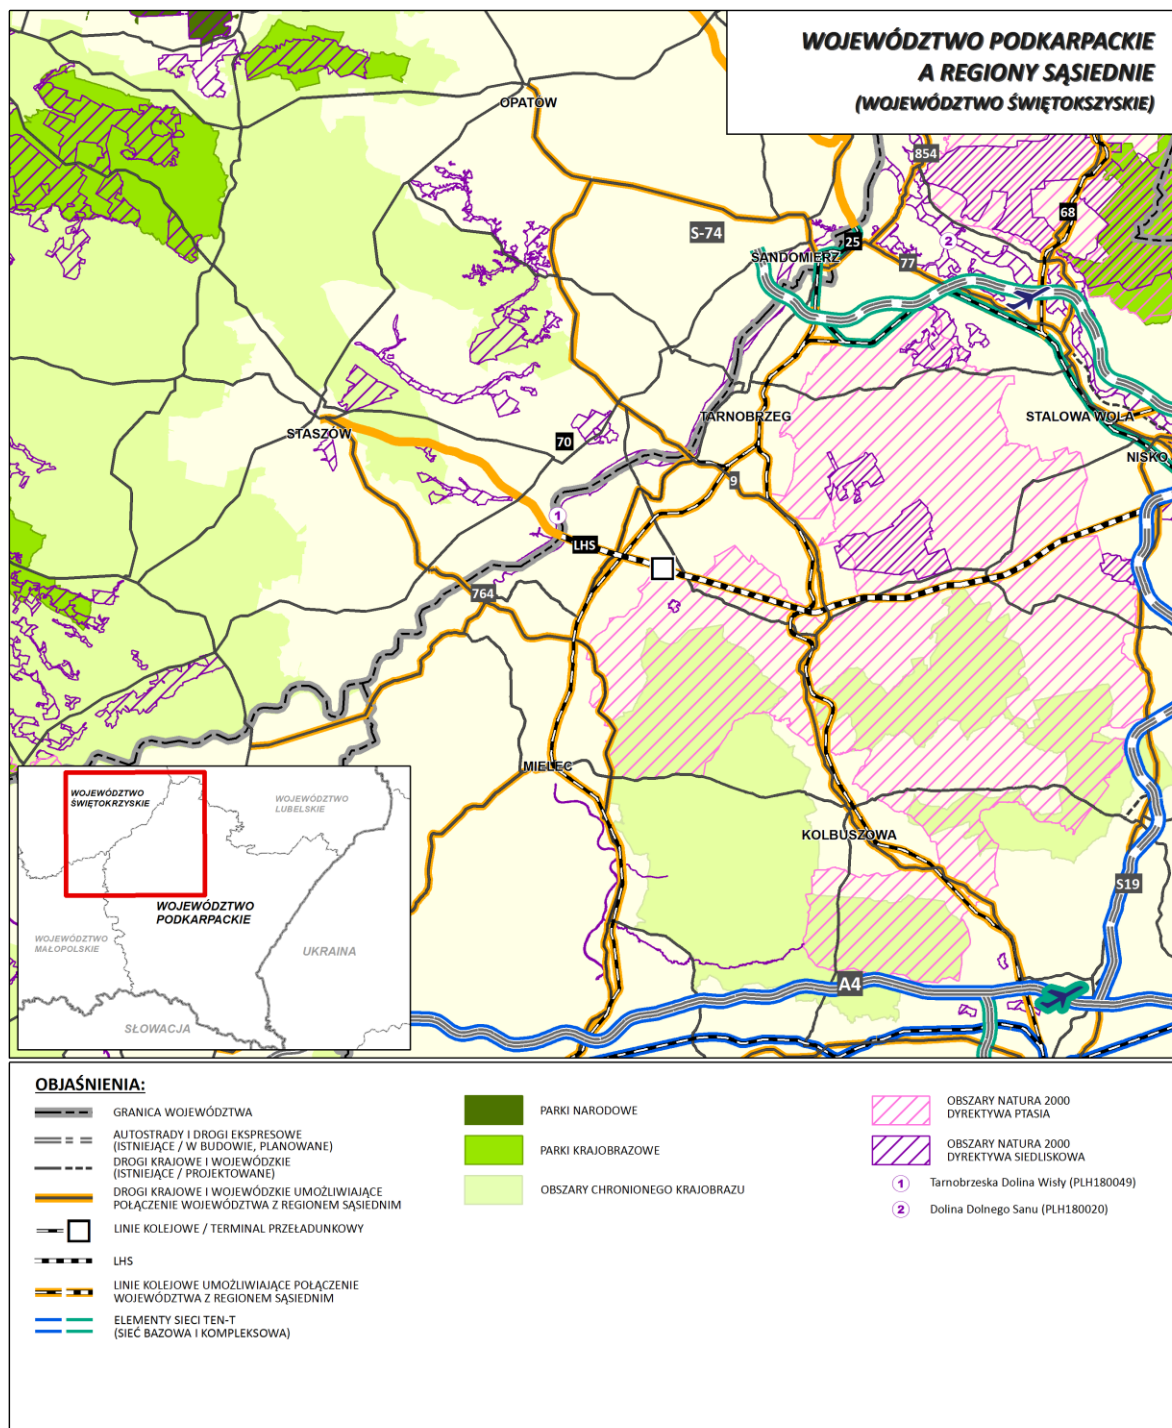 WOJEWÓDZTWO PODKARPACKIE
A REGIONY SĄSIEDNIE
(WOJEWÓDZTWO ŚWIĘTOKSZYSKIE)
OPATÓW
854
68
S-74
25
2
SANDOMIERZ
77
TARNOBRZEG
STALOWA WOLA
STASZÓW
70
NISKO
9
1
LHS
764
MIELEC
KOLBUSZOWA
S19
A4
WOJEWÓDZTWO
ŚWIĘTOKRZYSKIE
WOJEWÓDZTWO
LUBELSKIE
WOJEWÓDZTWO
PODKARPACKIE
WOJEWÓDZTWO
MAŁOPOLSKIE
UKRAINA
SŁOWACJA
OBJAŚNIENIA:
GRANICA WOJEWÓDZTWA
AUTOSTRADY I DROGI EKSPRESOWE
(ISTNIEJĄCE / W BUDOWIE, PLANOWANE)
DROGI KRAJOWE I WOJEWÓDZKIE
(ISTNIEJĄCE / PROJEKTOWANE)
DROGI KRAJOWE I WOJEWÓDZKIE UMOŻLIWIAJĄCE
POŁĄCZENIE WOJEWÓDZTWA Z REGIONEM SĄSIEDNIM
LINIE KOLEJOWE / TERMINAL PRZEŁADUNKOWY
LHS
LINIE KOLEJOWE UMOŻLIWIAJĄCE POŁĄCZENIE
WOJEWÓDZTWA Z REGIONEM SĄSIEDNIM
ELEMENTY SIECI TEN-T
(SIEĆ BAZOWA I KOMPLEKSOWA)
PARKI NARODOWE
PARKI KRAJOBRAZOWE
OBSZARY CHRONIONEGO KRAJOBRAZU
OBSZARY NATURA 2000
DYREKTYWA PTASIA
OBSZARY NATURA 2000
DYREKTYWA SIEDLISKOWA
1 Tarnobrzeska Dolina Wisły (PLH180049)
2 Dolina Dolnego Sanu (PLH180020)